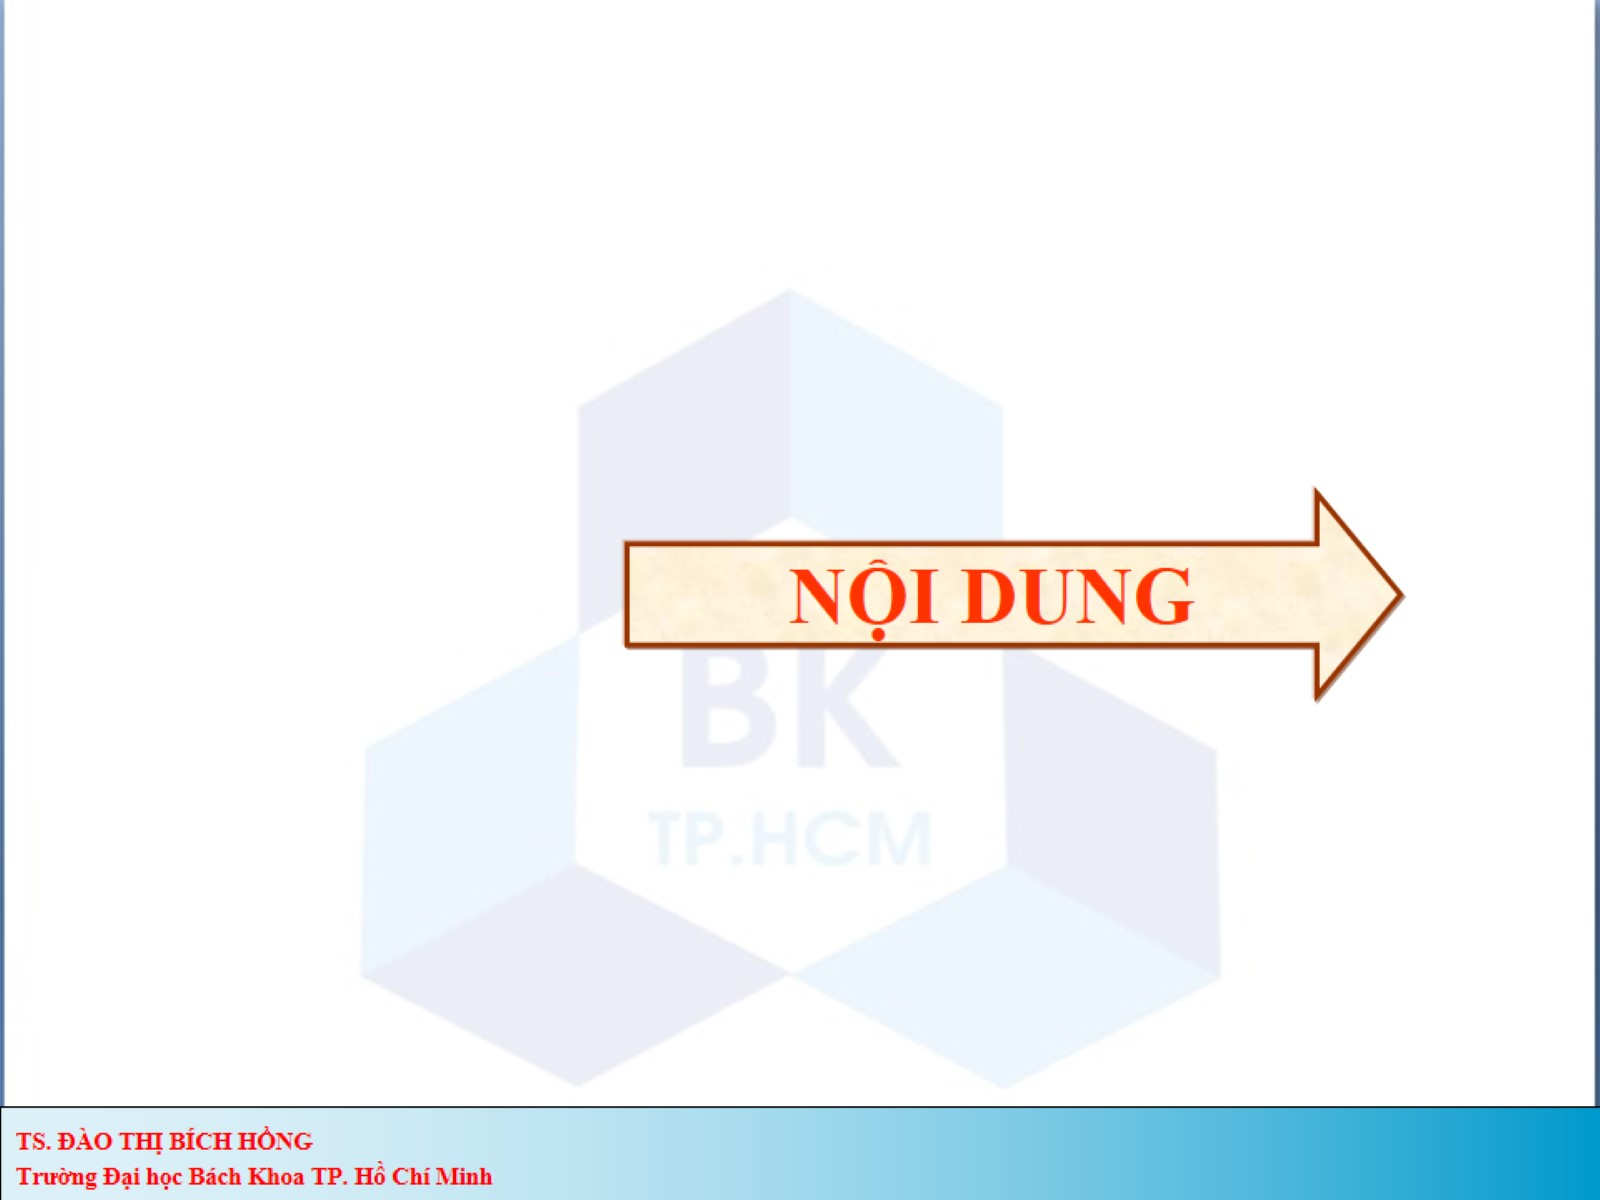 NỘI DUNG
BK
TP.HCM
TS. ĐÀO THỊ BÍCH HỒNG
Trường Đại học Bách Khoa TP. Hồ Chí Minh